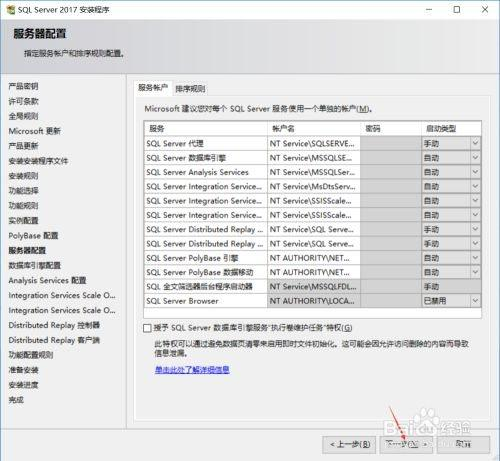 SQL Server 2017 安装程序
服务器配置
指定服务帐户和排序规则配置。
产品密钥
许可条款
全局规则
Microsoft 更新
产品更新
安装安装程序文件
安装规则
功能选择
功能规则
实例配置
PolyBase 配置
服务器配置
数据库引擎配置
Analysis Services 配置
Integration Services Scale O...
Integration Services Scale O...
Distributed Replay 控制器
Distributed Replay 客户端
功能配置规则
准备安装
安装进度
完成
服务帐户 排序规则
Microsoft 建议您对每个 SQL Server 服务使用一个单独的帐户(M)。
服务 帐户名 密码 启动类型
SQL Server 代理 NT Service\SQLSERVE... 手动
SQL Server 数据库引擎 NT Service\MSSQLSE... 自动
SQL Server Analysis Services NT Service\MSSQLSer... 自动
SQL Server Integration Service... NT Service\MsDtsServ... 自动
SQL Server Integration Service... NT Service\SSISScale... 自动
SQL Server Integration Service... NT Service\SSISScale... 自动
SQL Server Distributed Replay ... NT Service\SQL Serve... 手动
SQL Server Distributed Replay ... NT Service\SQL Serve... 手动
SQL Server PolyBase 引擎 NT AUTHORITY\NET... 自动
SQL Server PolyBase 数据移动 NT AUTHORITY\NET... 自动
SQL 全文筛选器后台程序启动器 NT Service\MSSQLFDL... 手动
SQL Server Browser NT AUTHORITY\LOCA... 已禁用
授予 SQL Server 数据库引擎服务“执行卷维护任务”特权(G)
此特权可以通过避免数据页清零来启用即时文件初始化。这可能会因允许访问删除的内容而导致
信息泄漏。
单击此处了解详细信息
< 上一步(B) 下一步(N) > 取消
Baidu 经验